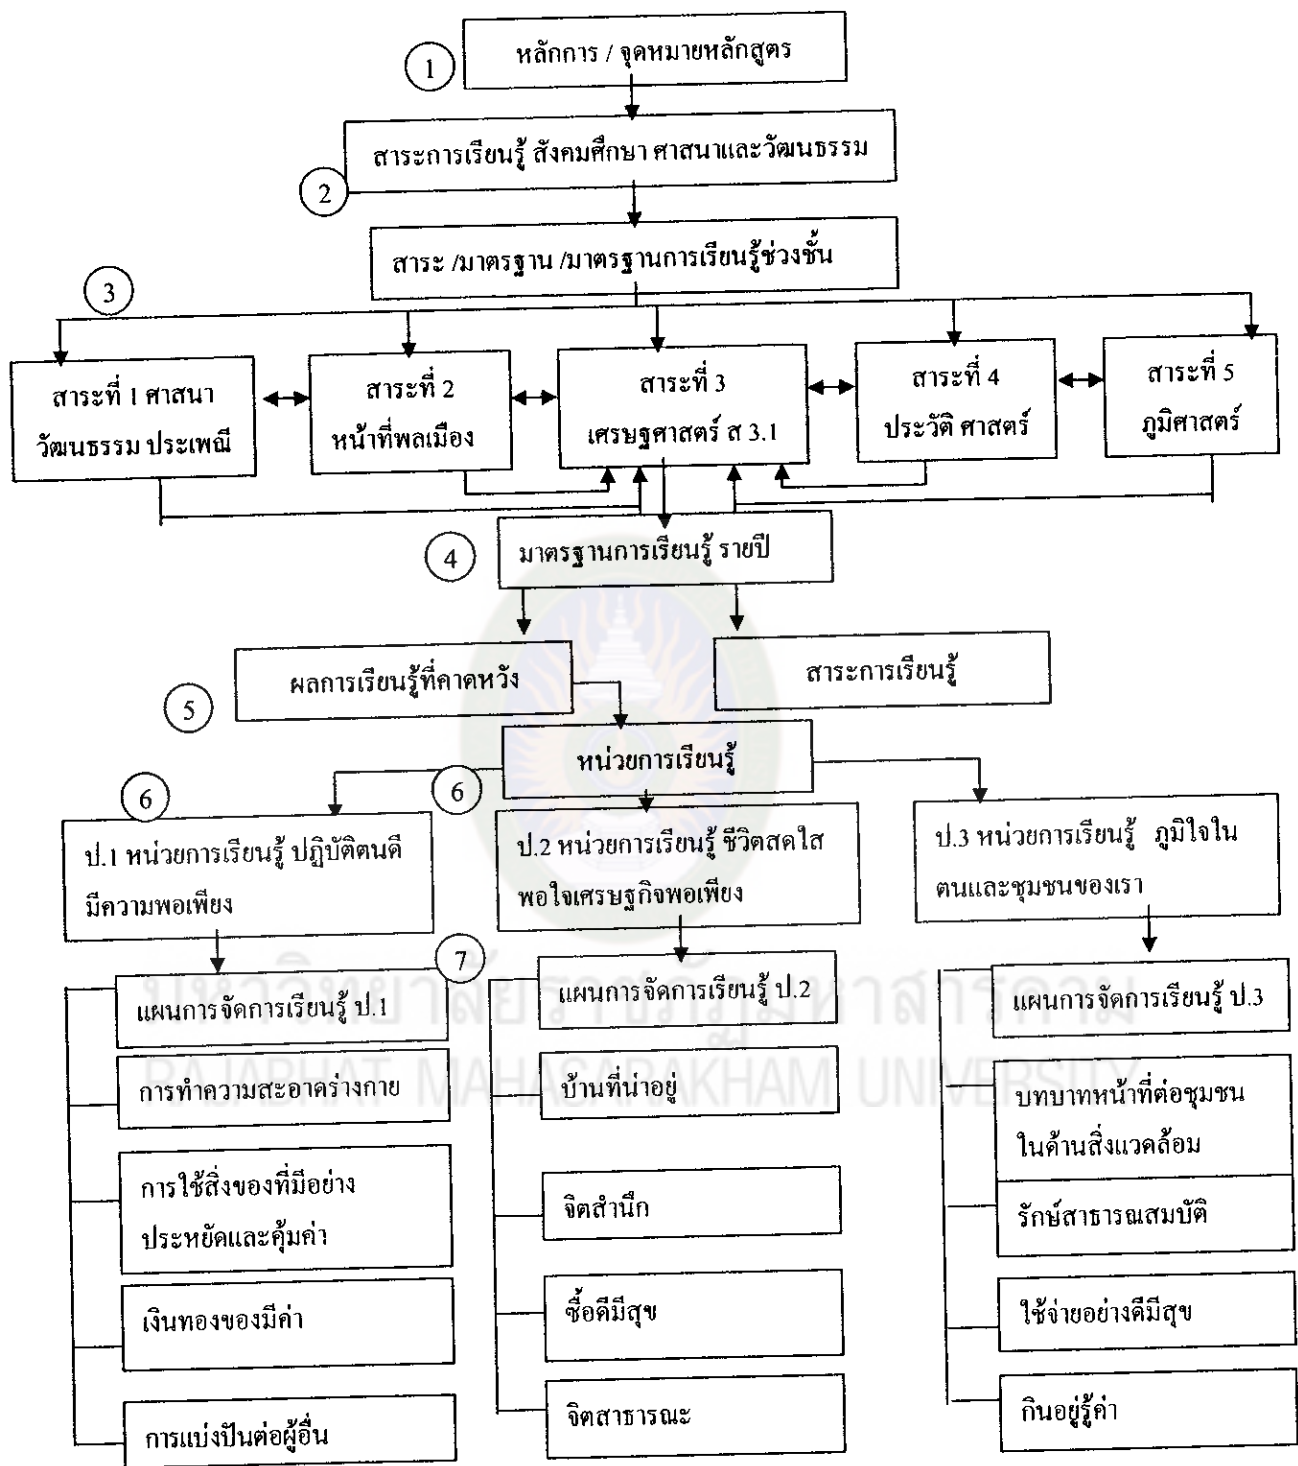 1
หลักการ / จุดหมายหลักสูตร
สาระการเรียนรู้ สังคมศึกษา ศาสนาและวัฒนธรรม
2
สาระ /มาตรฐาน /มาตรฐานการเรียนรู้ช่วงชั้น
3
สาระที่ 1 ศาสนา
วัฒนธรรม ประเพณี
สาระที่ 2
หน้าที่พลเมือง
สาระที่ 3
เศรษฐศาสตร์ ส 3.1
สาระที่ 4
ประวัติ ศาสตร์
สาระที่ 5
ภูมิศาสตร์
4
มาตรฐานการเรียนรู้ รายปี
ผลการเรียนรู้ที่คาดหวัง
สาระการเรียนรู้
5
หน่วยการเรียนรู้
6
6
ป.1 หน่วยการเรียนรู้ ปฏิบัติตนดี
มีความพอเพียง
ป.2 หน่วยการเรียนรู้ ชีวิตสดใส
พอใจเศรษฐกิจพอเพียง
ป.3 หน่วยการเรียนรู้ ภูมิใจใน
ตนและชุมชนของเรา
7
แผนการจัดการเรียนรู้ ป.1
การทำความสะอาดร่างกาย
การใช้สิ่งของที่มีอย่าง
ประหยัดและคุ้มค่า
เงินทองของมีค่า
การแบ่งปันต่อผู้อื่น
แผนการจัดการเรียนรู้ ป.2
บ้านที่น่าอยู่
จิตสำนึก
ซื้อดีมีสุข
จิตสาธารณะ
แผนการจัดการเรียนรู้ ป.3
บทบาทหน้าที่ต่อชุมชน
ในด้านสิ่งแวดล้อม
รักษ์สาธารณสมบัติ
ใช้จ่ายอย่างดีมีสุข
กินอยู่รู้ค่า
มหาวิทยาลัยราชภัฏมหาสารคาม
RAJABHAT MAHASARAKHAM UNIVERSITY